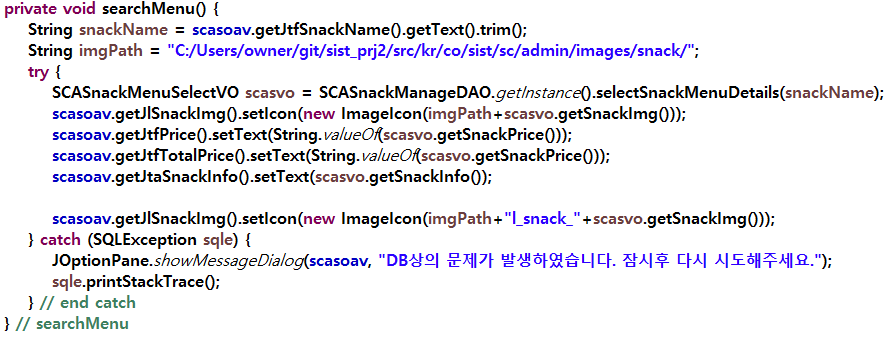 private void searchMenu() {
String snackName = scasoav.getJtfSnackName().getText().trim();
String imgPath = "C:/Users/owner/git/sist_prj2/src/kr/co/sist/sc/admin/images/snack/";
try {
SCASnackMenuSelectVO scasvo = SCASnackManageDAO.getInstance().selectSnackMenuDetails(snackName);
scasoav.getJlSnackImg().setIcon(new ImageIcon(imgPath+scasvo.getSnackImg()));
scasoav.getJtfPrice().setText(String.valueOf(scasvo.getSnackPrice()));
scasoav.getJtfTotalPrice().setText(String.valueOf(scasvo.getSnackPrice()));
scasoav.getJtaSnackInfo().setText(scasvo.getSnackInfo());
scasoav.getJlSnackImg().setIcon(new ImageIcon(imgPath+"l_snack_"+scasvo.getSnackImg()));
} catch (SQLException sqle) {
JOptionPane.showMessageDialog(scasoav, "DB상의 문제가 발생하였습니다. 잠시후 다시 시도해주세요.");
sqle.printStackTrace();
} // end catch
} // searchMenu